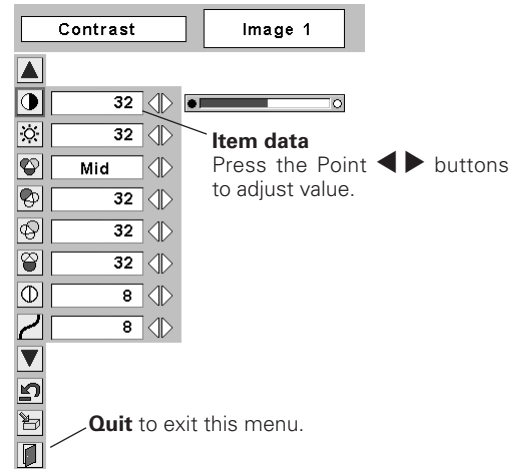 Contrast
Image 1
32
32
Mid
32
32
32
8
8
Item data
Press the Point ◀▶ buttons
to adjust value.
Quit to exit this menu.